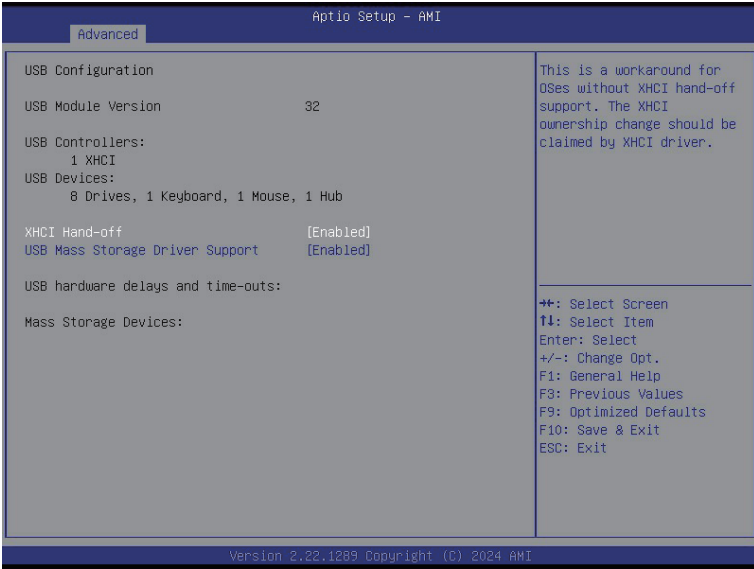 Aptio Setup – AMI
Advanced
USB Configuration
USB Module Version 32
USB Controllers:
1 XHCI
USB Devices:
8 Drives, 1 Keyboard, 1 Mouse, 1 Hub
XHCI Hand-off [Enabled]
USB Mass Storage Driver Support [Enabled]
USB hardware delays and time-outs:
Mass Storage Devices:
This is a workaround for
OSes without XHCI hand-off
support. The XHCI
ownership change should be
claimed by XHCI driver.
→←: Select Screen
↑↓: Select Item
Enter: Select
+/-: Change Opt.
F1: General Help
F3: Previous Values
F9: Optimized Defaults
F10: Save & Exit
ESC: Exit
Version 2.22.1289 Copyright (C) 2024 AMI